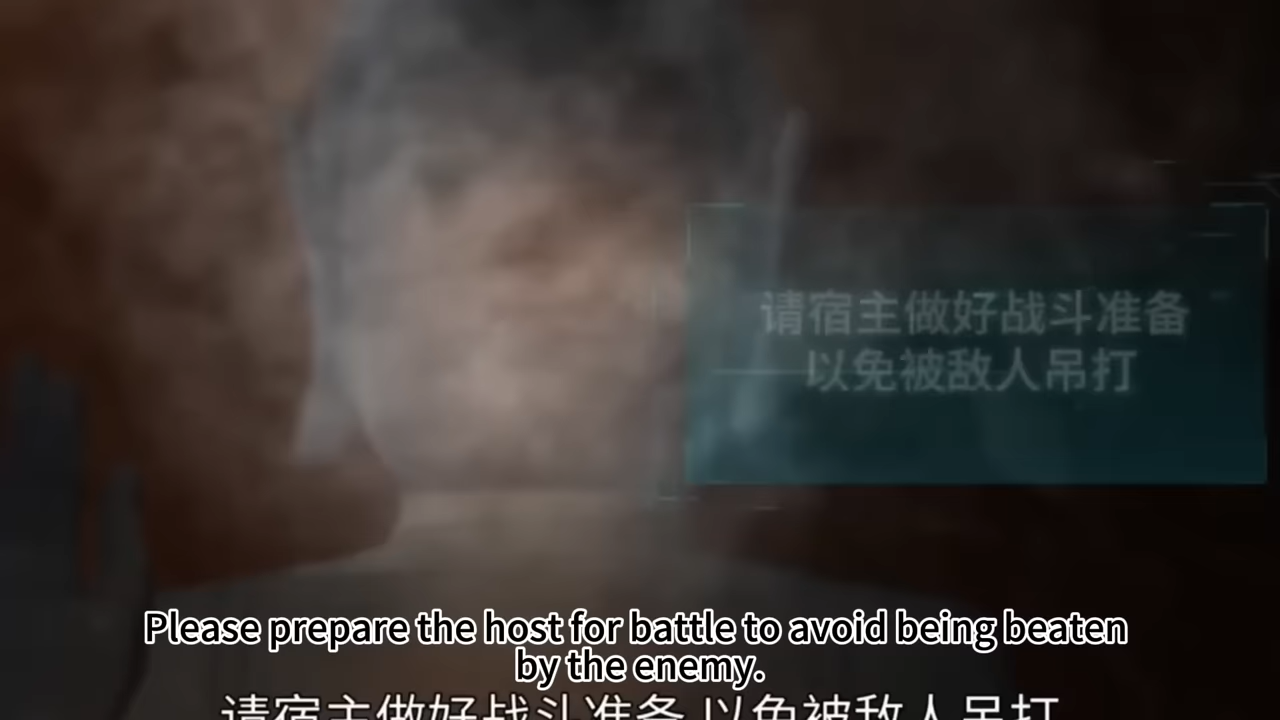 请宿主做好战斗准备
以免被敌人吊打
Please prepare the host for battle to avoid being beaten
by the enemy.
请宿主做好战斗准备 以免被敌人吊打